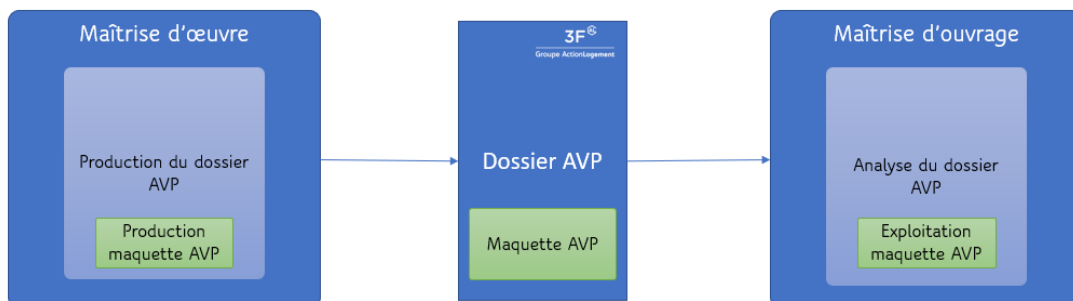 Maîtrise d'œuvre
Production du dossier
AVP
Production
maquette AVP
3F
Groupe ActionLogement
Dossier AVP
Maquette AVP
Maîtrise d'ouvrage
Analyse du dossier
AVP
Exploitation
maquette AVP